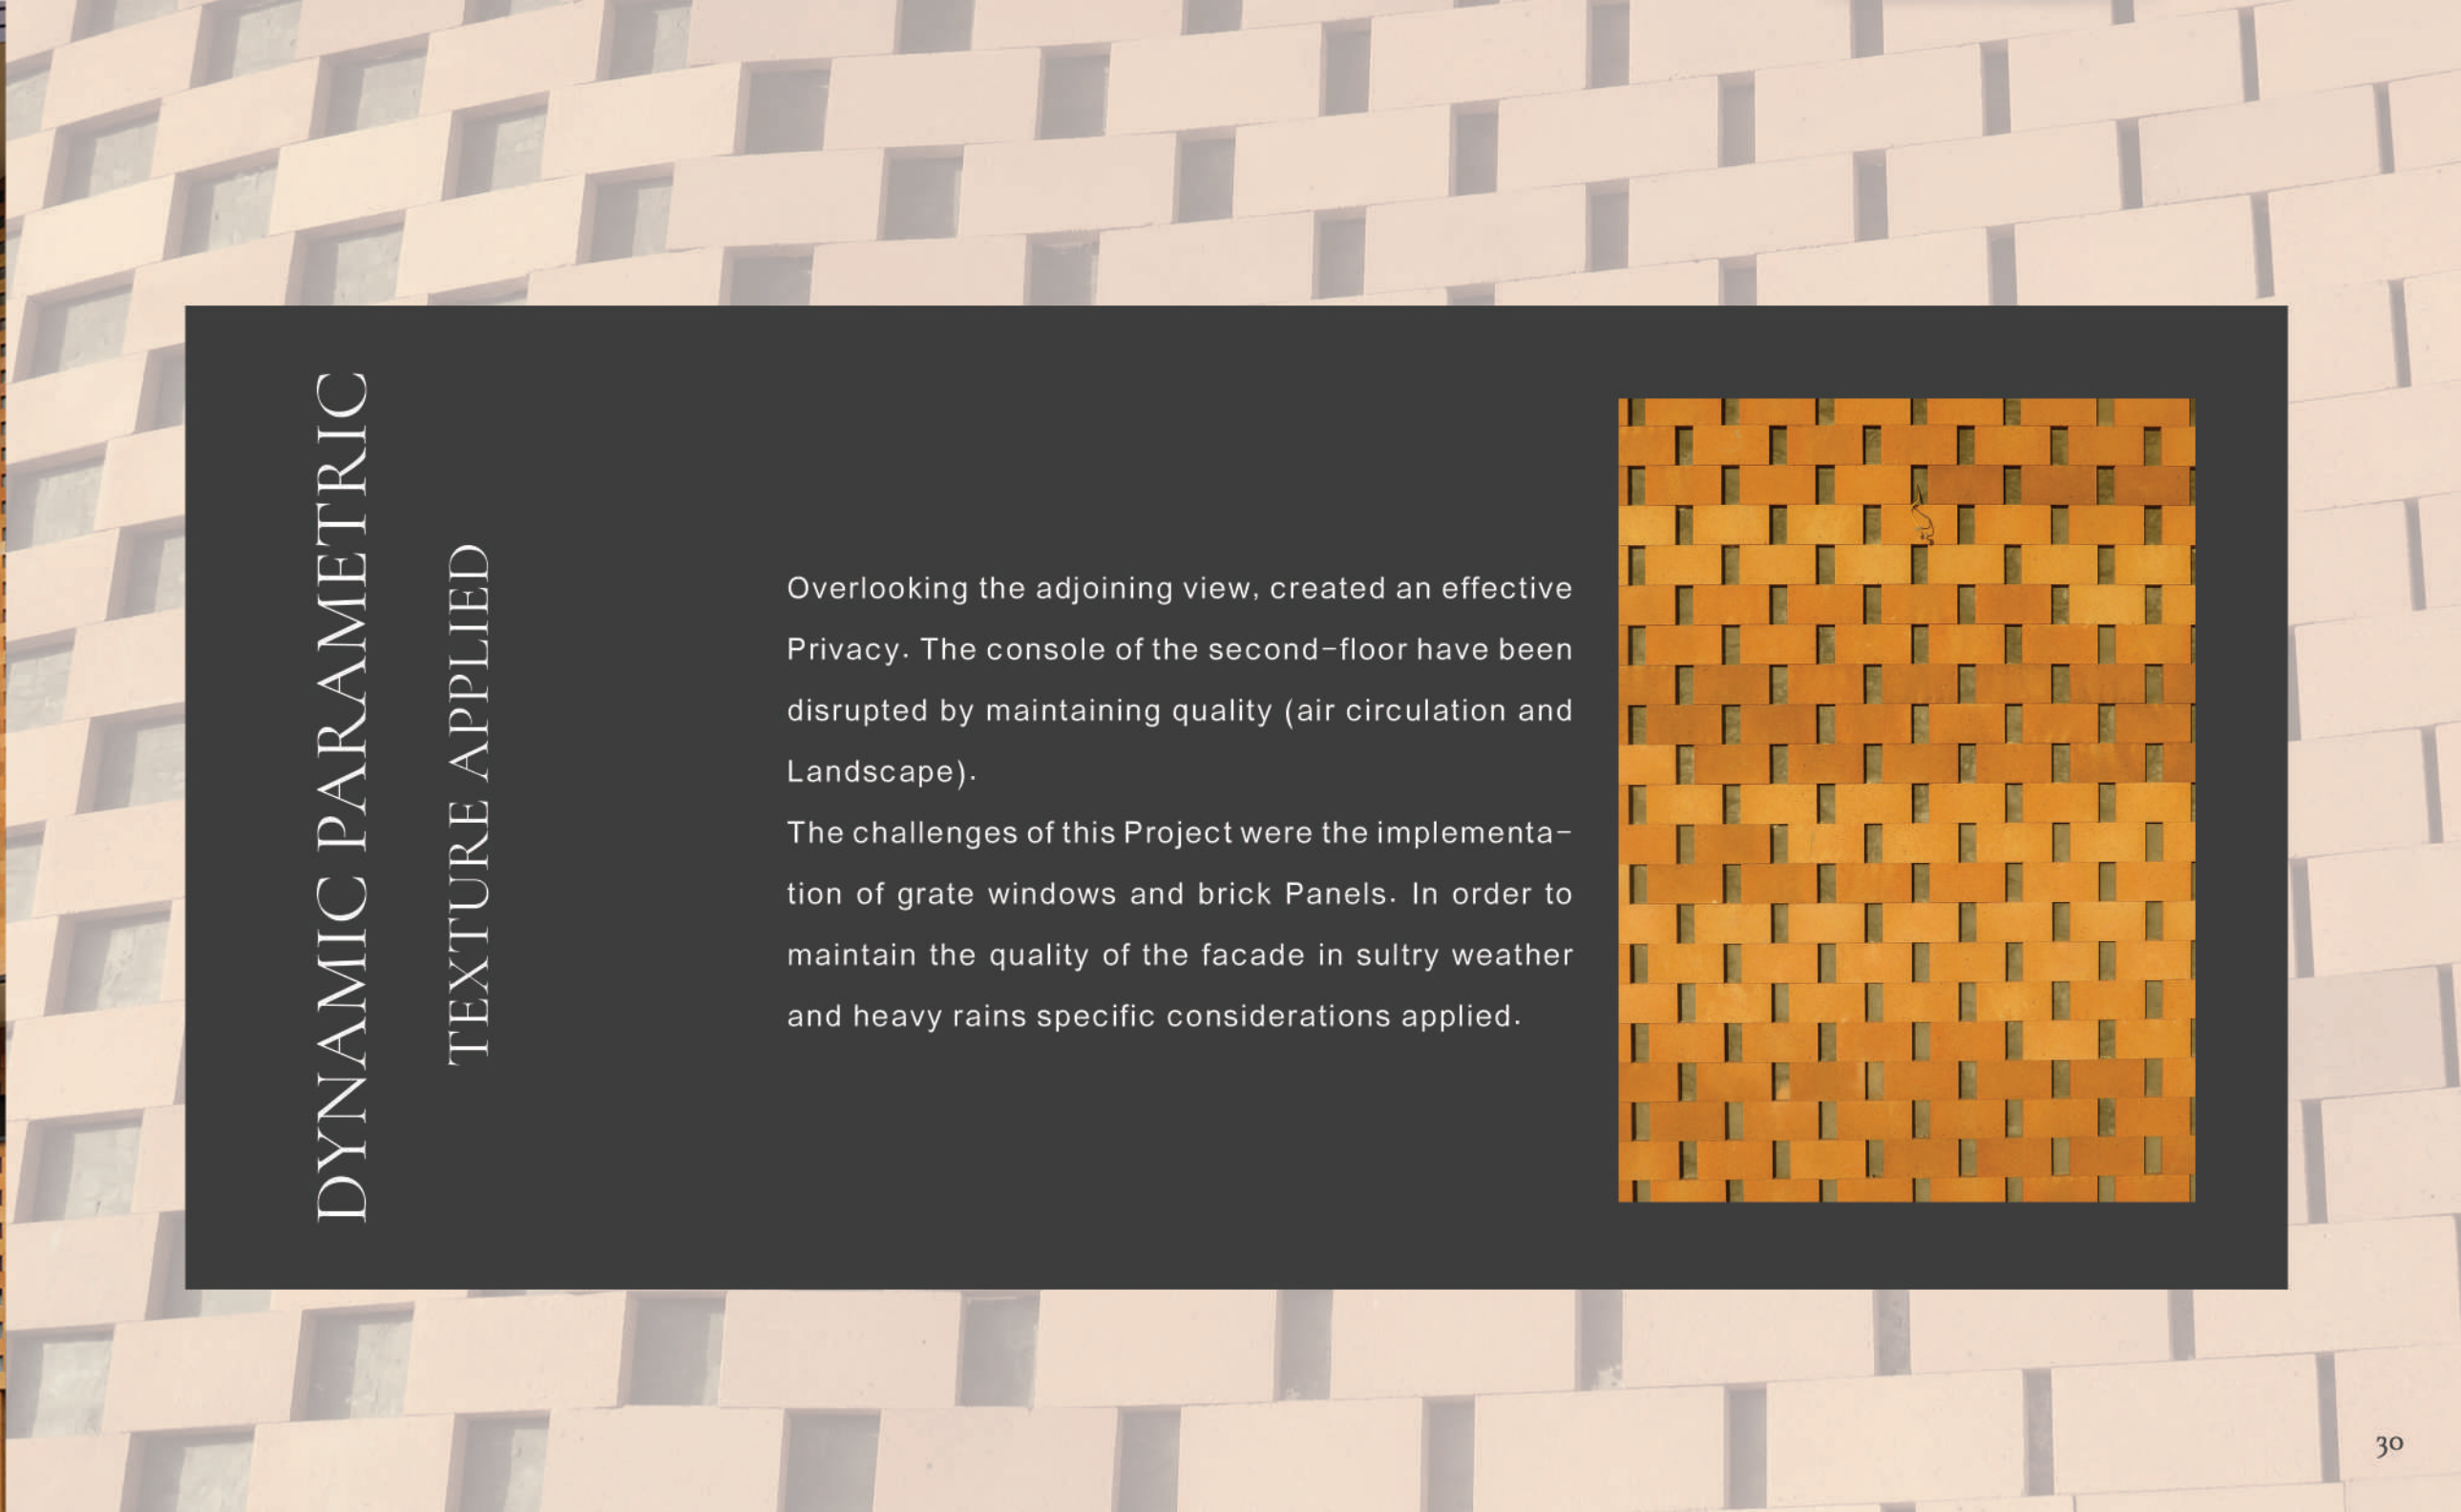 DYNAMIC PARAMETRIC
TEXTURE APPLIED
Overlooking the adjoining view, created an effective
Privacy. The console of the second-floor have been
disrupted by maintaining quality (air circulation and
Landscape).
The challenges of this Project were the implementa-
tion of grate windows and brick Panels. In order to
maintain the quality of the facade in sultry weather
and heavy rains specific considerations applied.
30